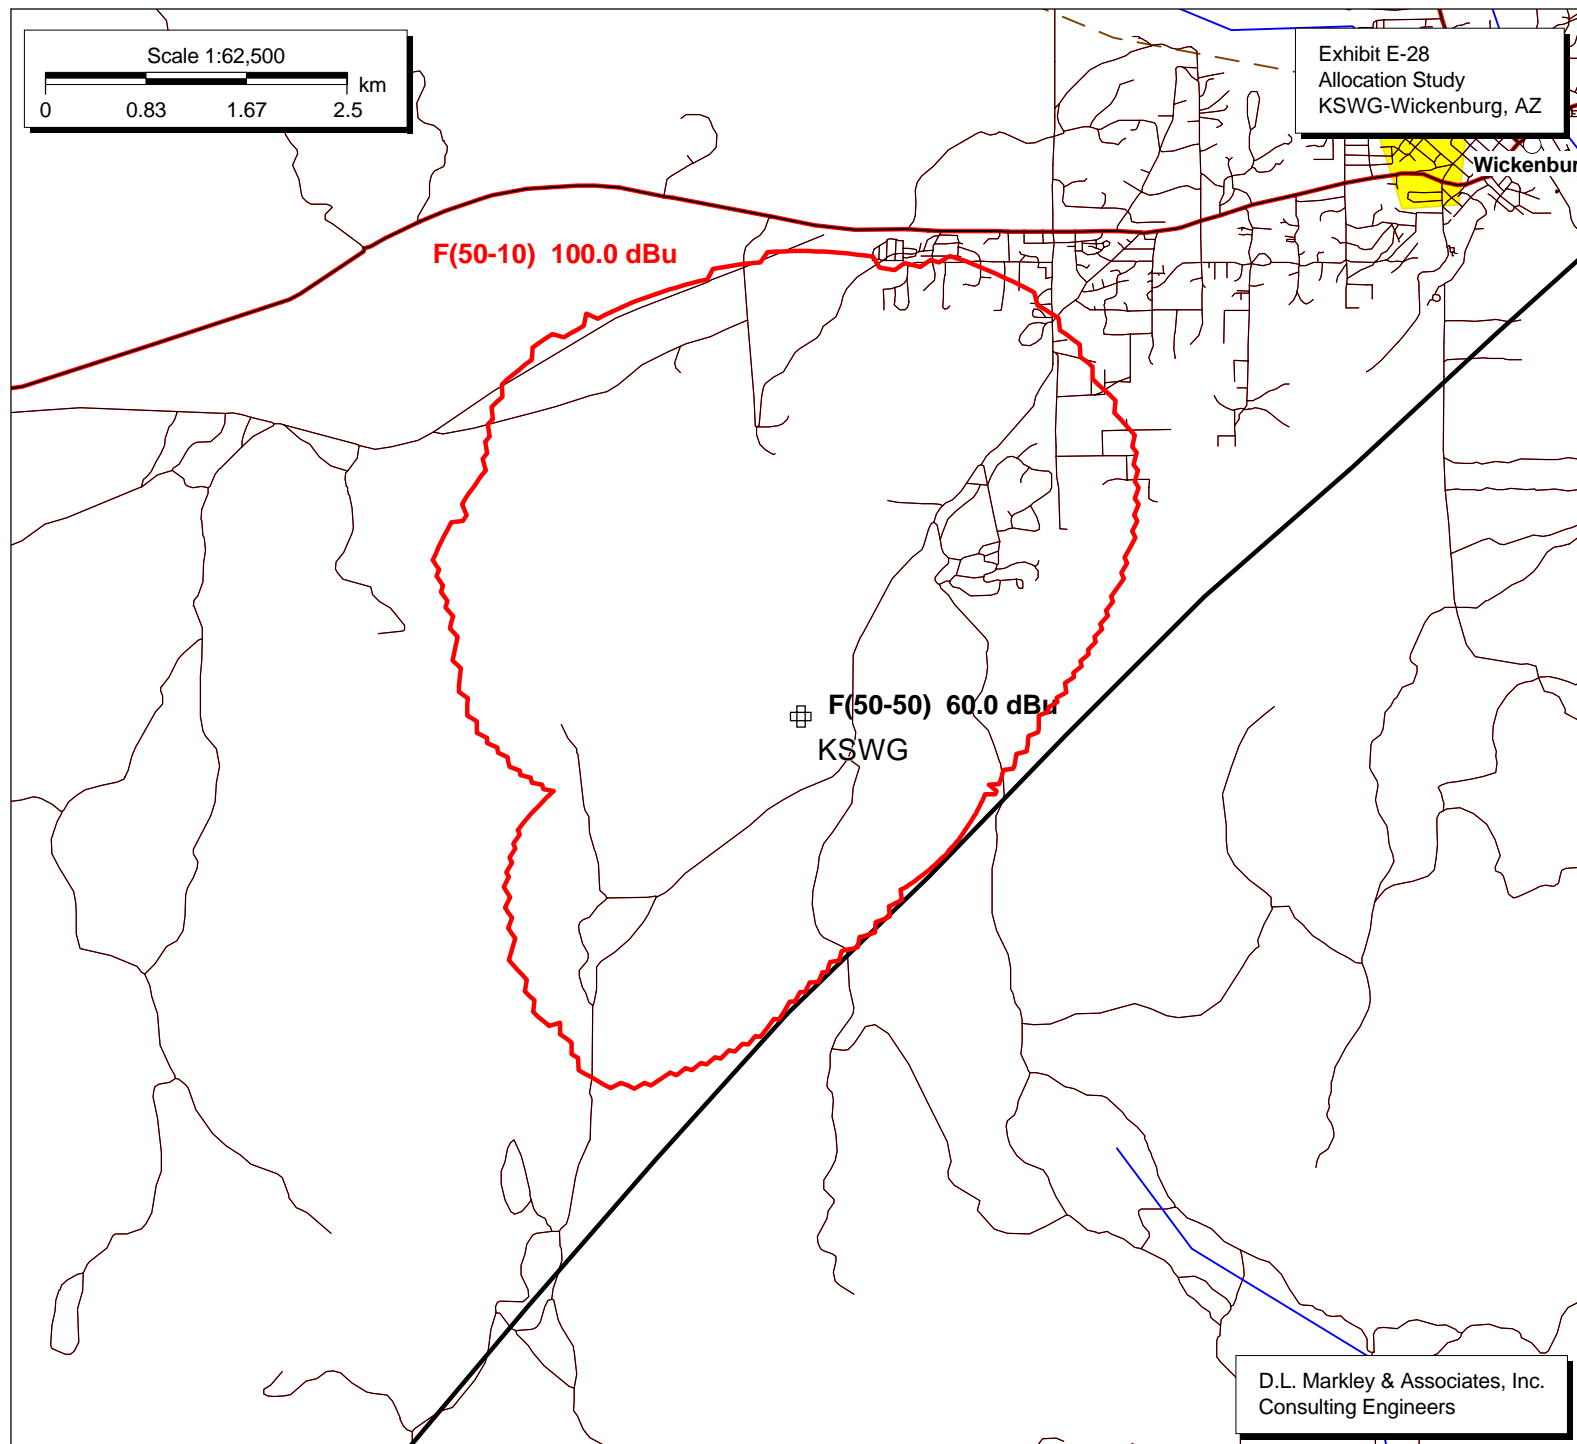 Scale 1:62,500
km
0 0.83 1.67 2.5
Exhibit E-28
Allocation Study
KSWG-Wickenburg, AZ
Wickenbur
F(50-10) 100.0 dBu
F(50-50) 60.0 dBu
KSWG
D.L. Markley & Associates, Inc.
Consulting Engineers